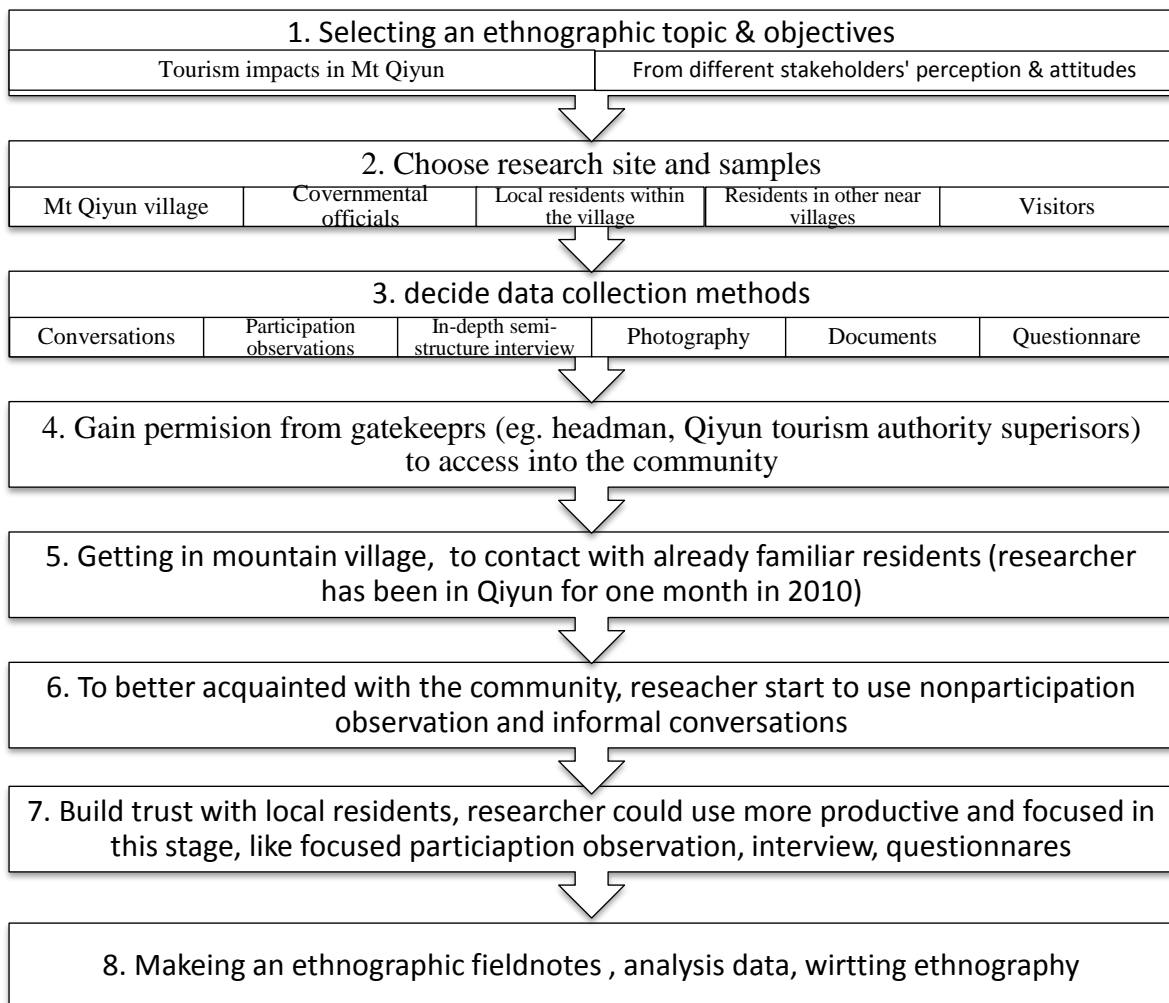 1. Selecting an ethnographic topic & objectives
Tourism impacts in Mt Qiyun
From different stakeholders' perception & attitudes
2. Choose research site and samples
Mt Qiyun village
Covernmental
officials
Local residents within
the village
Residents in other near
villages
Visitors
3. decide data collection methods
Conversations
Participation
observations
In-depth semi-
structure interview
Photography
Documents
Questionnare
4. Gain permision from gatekeeprs (eg. headman, Qiyun tourism authority superisors)
to access into the community
5. Getting in mountain village,  to contact with already familiar residents (researcher
has been in Qiyun for one month in 2010)
6. To better acquainted with the community, reseacher start to use nonparticipation
observation and informal conversations
7. Build trust with local residents, researcher could use more productive and focused in
this stage, like focused particiaption observation, interview, questionnares
8. Makeing an ethnographic fieldnotes , analysis data, wirtting ethnography